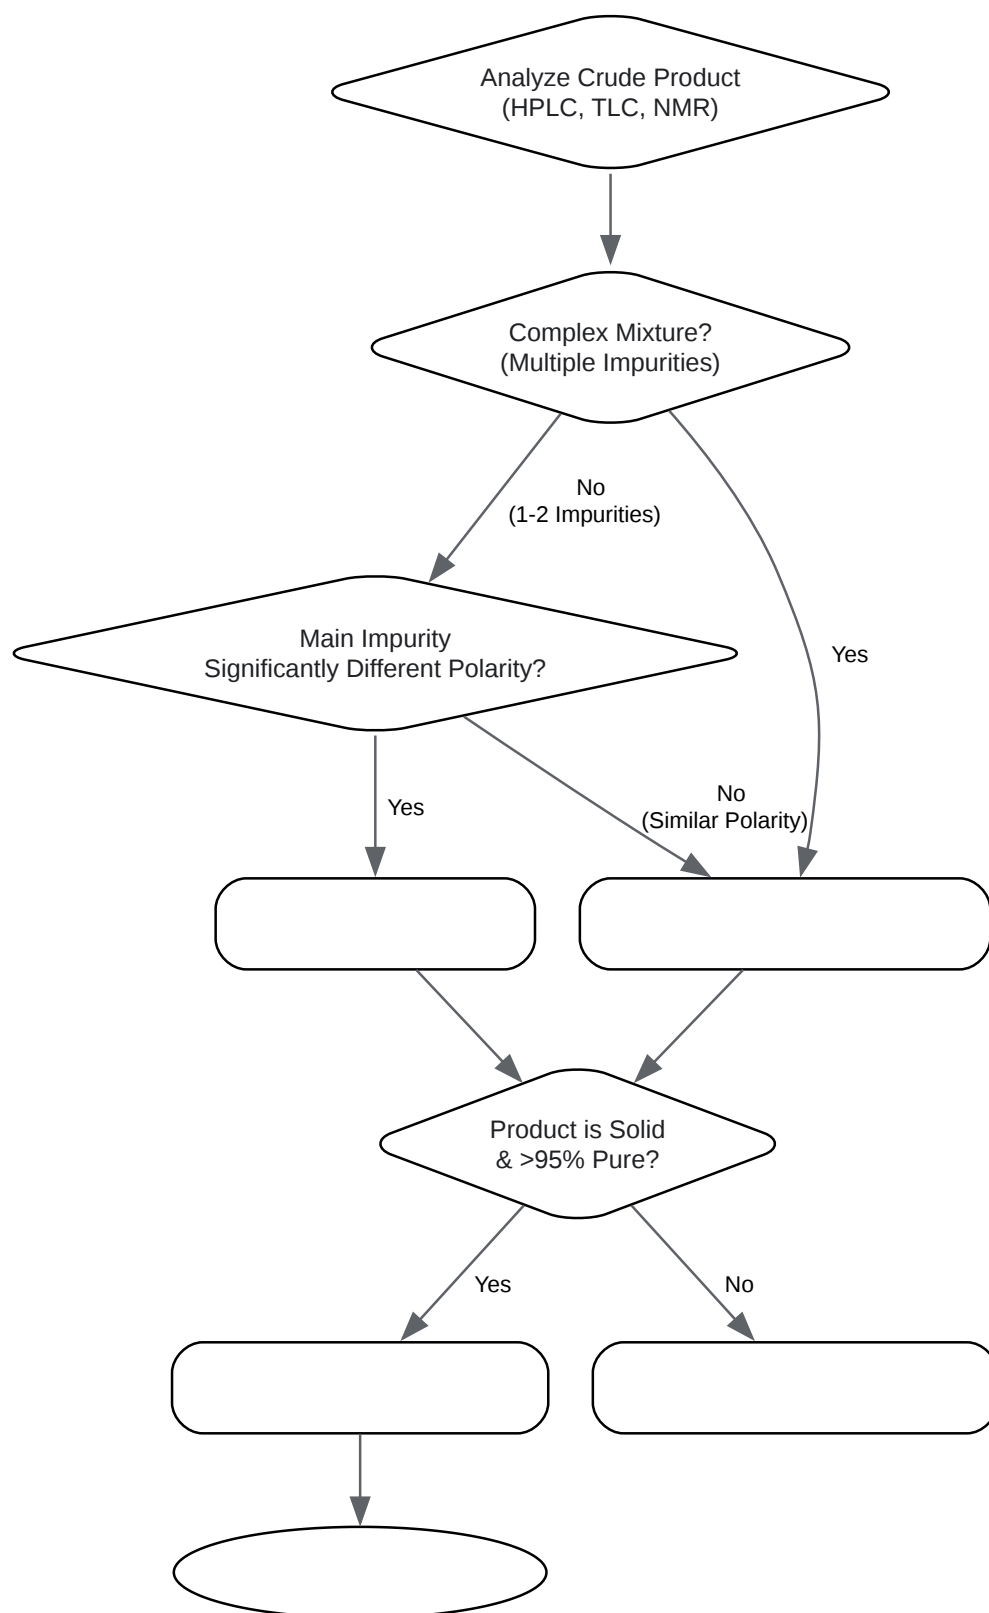 Analyze Crude Product
(HPLC, TLC, NMR)
Complex Mixture?
(Multiple Impurities)
No
(1-2 Impurities)
Main Impurity
Significantly Different Polarity?
Yes
Yes
No
(Similar Polarity)
Product is Solid
& >95% Pure?
Yes
No